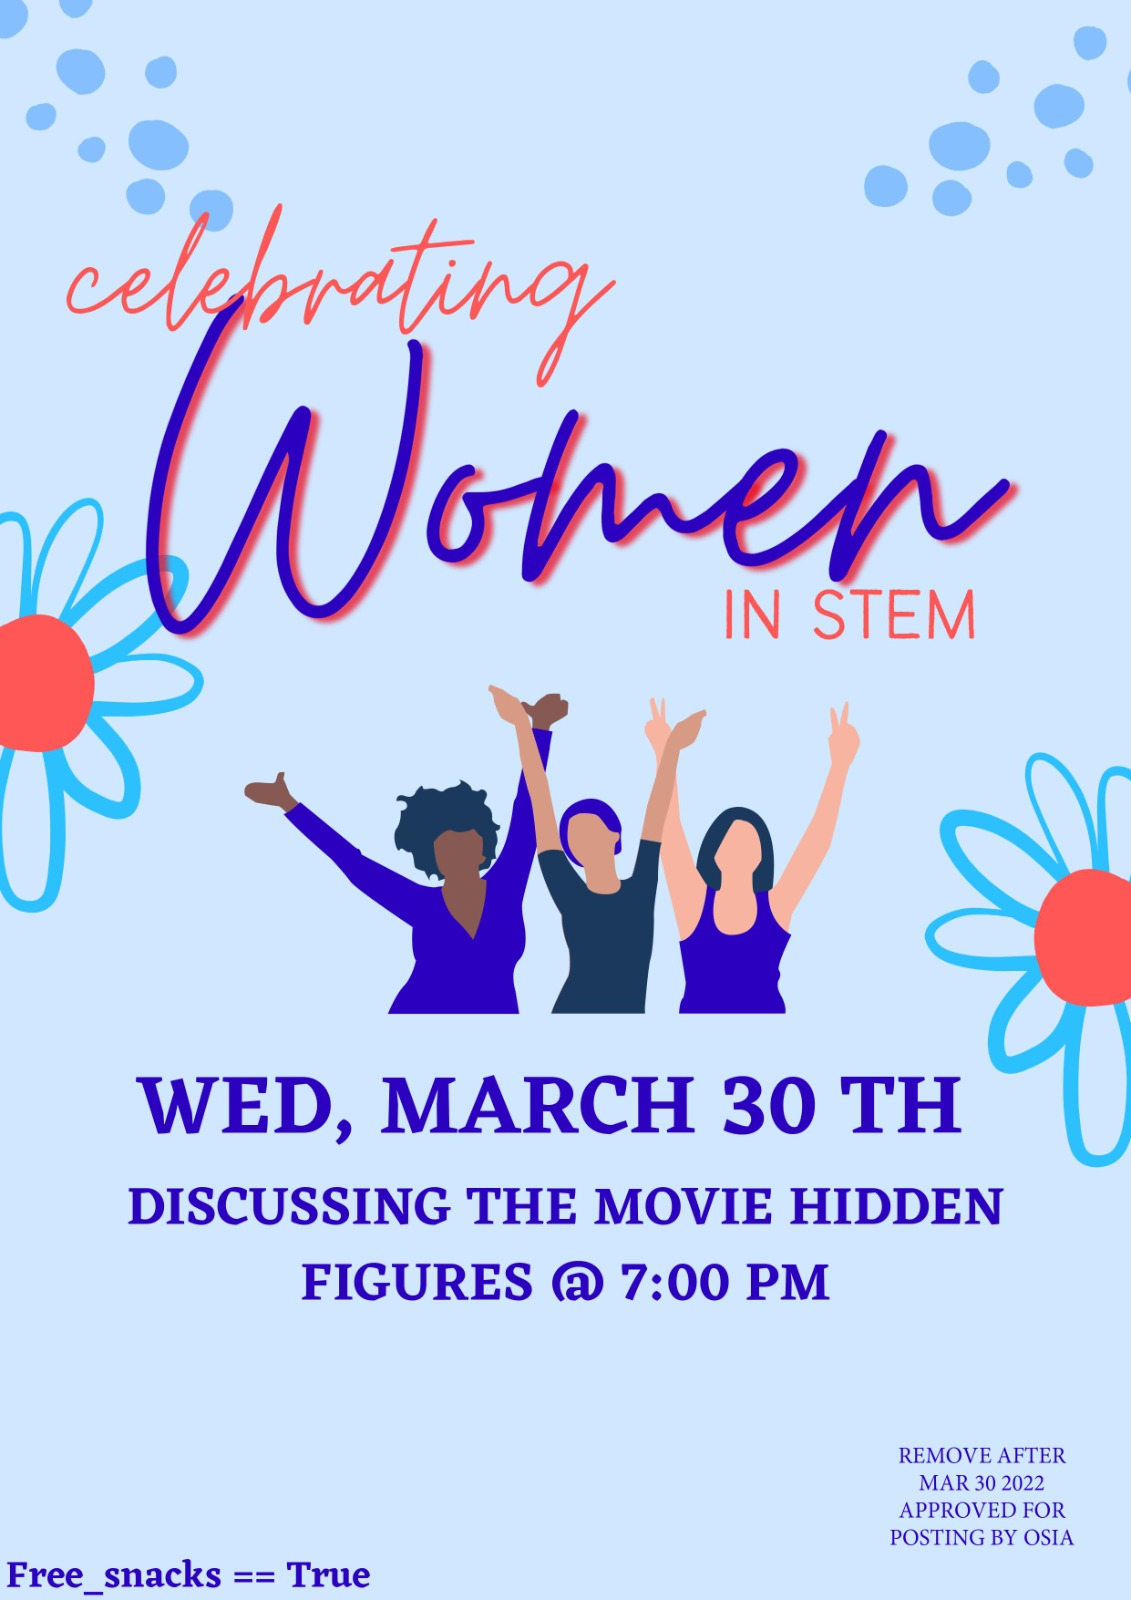 celebrating
Women
IN STEM
WED, MARCH 30 TH
DISCUSSING THE MOVIE HIDDEN
FIGURES @ 7:00 PM
REMOVE AFTER
MAR 30 2022
APPROVED FOR
POSTING BY OSIA
Free_snacks == True